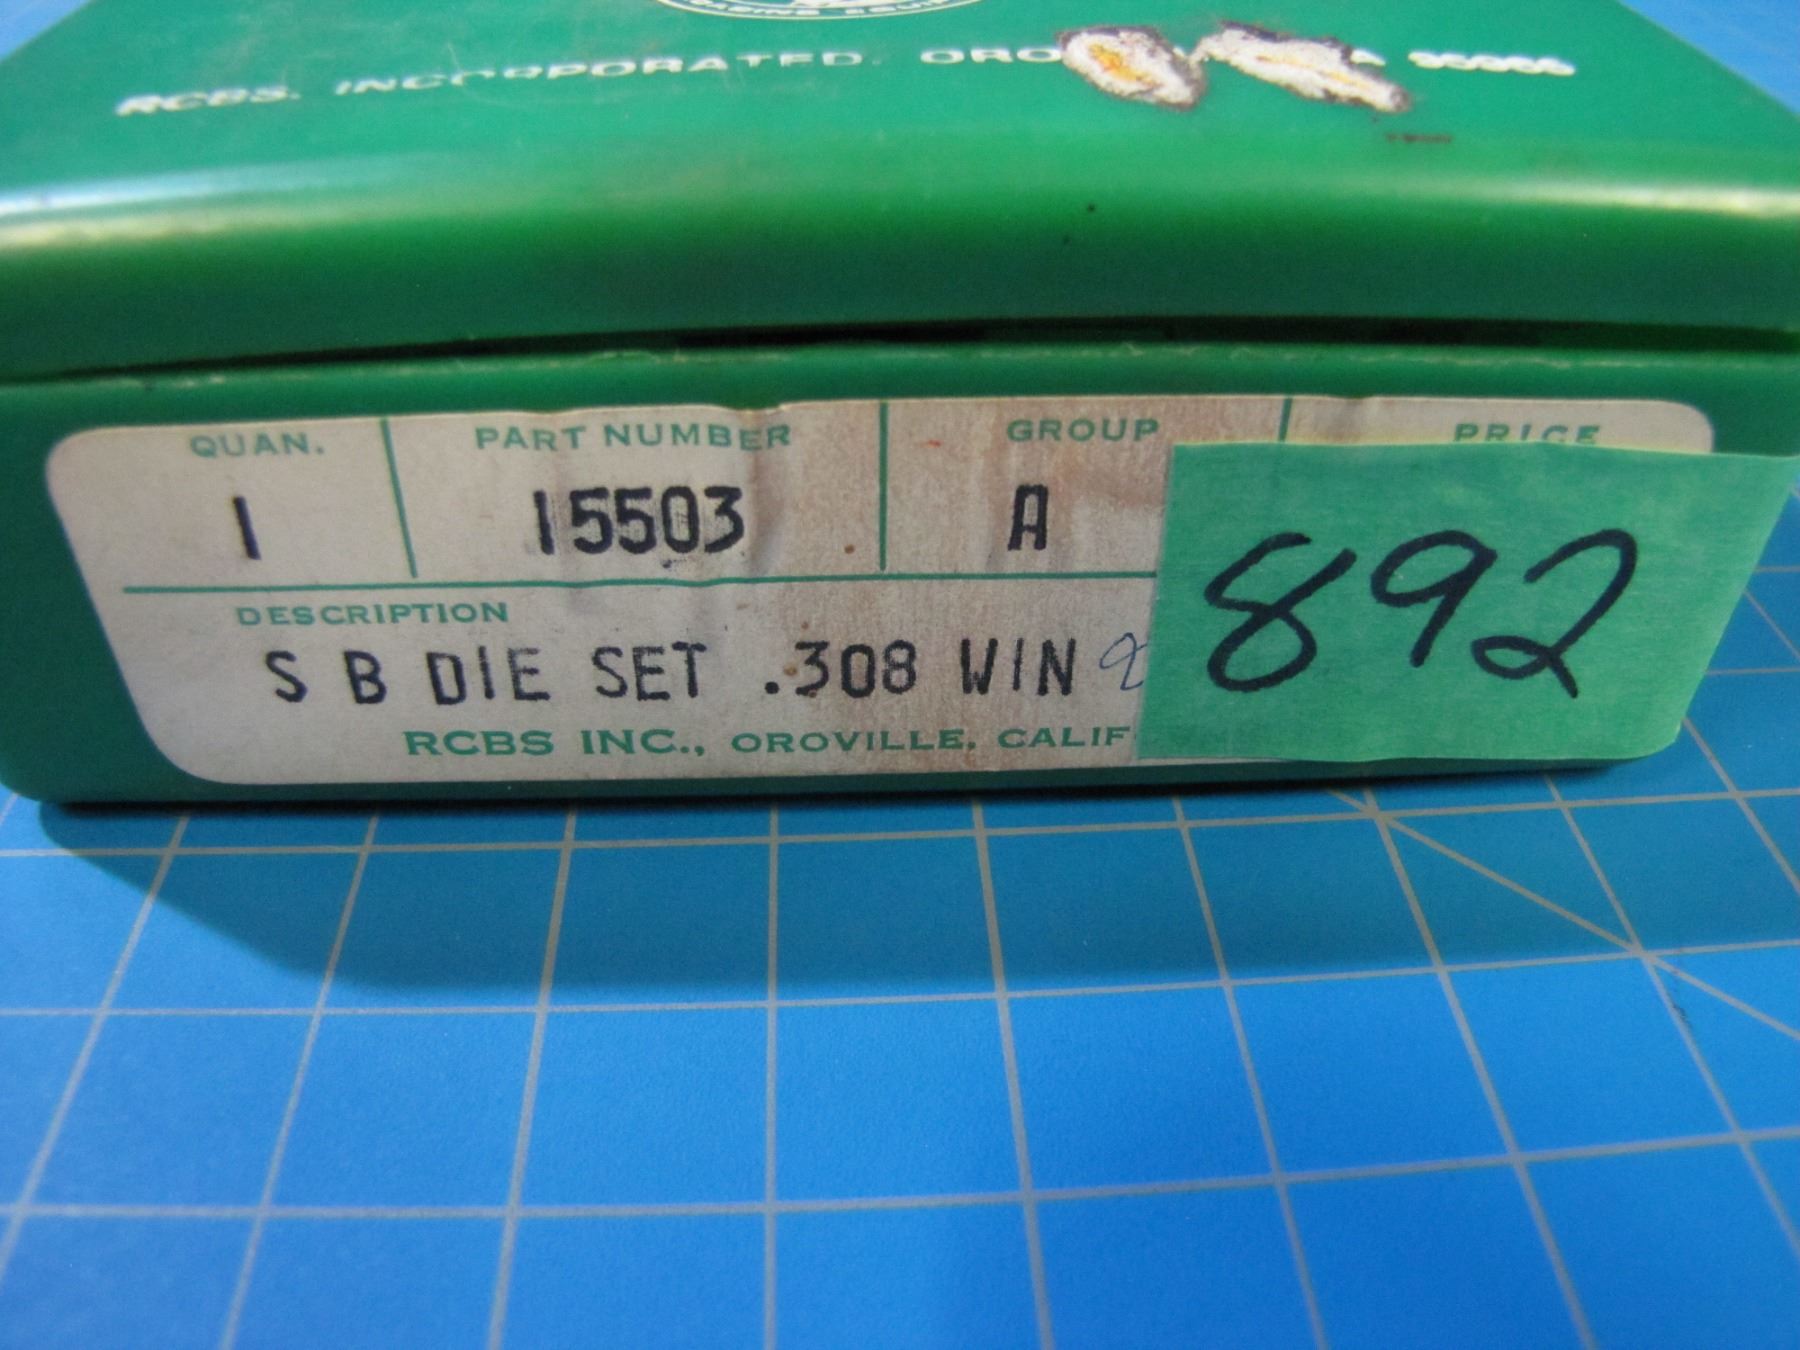 RCBS. INCORPORATED. ORO A 95965
QUAN. PART NUMBER GROUP PRICE
1 15503 A
892
DESCRIPTION
S B DIE SET .308 WIN
RCBS INC., OROVILLE, CALIF